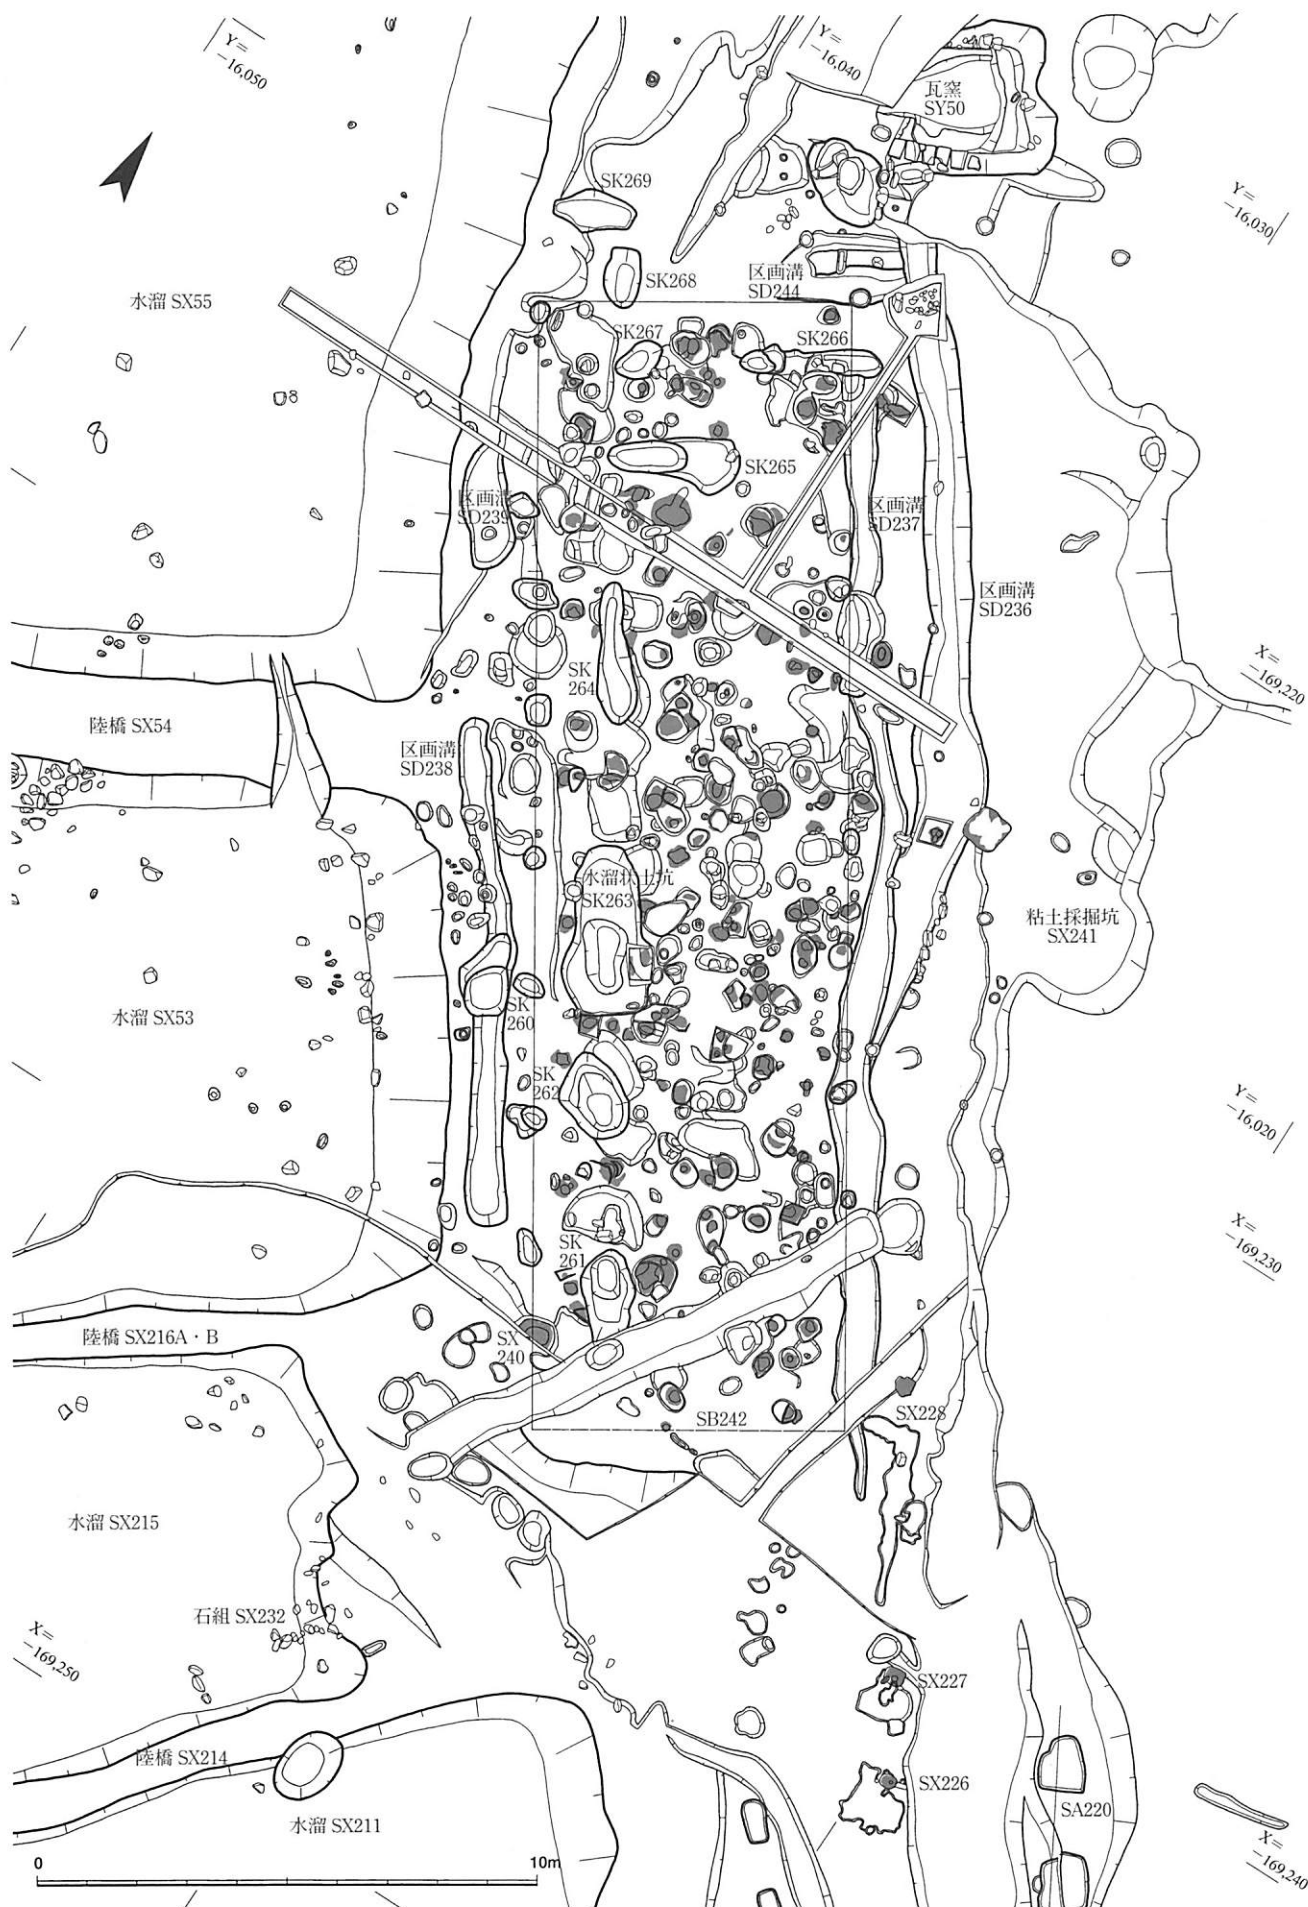 Y=
-16,050
Y=
-16,040
瓦窯
SY50
SK269
Y=
-16,030
SK268
区画溝
SD244
水溜 SX55
SK267
SK266
SK265
区画溝
SD239
区画溝
SD237
区画溝
SD236
X=
-169,220
SK
264
陸橋 SX54
区画溝
SD238
水溜状土坑
SK263
粘土採掘坑
SX241
水溜 SX53
SK
260
SK
262
Y=
-16,020
X=
-169,230
SK
261
陸橋 SX216A・B
SX
240
SB242
SX228
水溜 SX215
石組 SX232
X=
-169,250
SX227
陸橋 SX214
SX226
SA220
水溜 SX211
X=
-169,240
0
10m